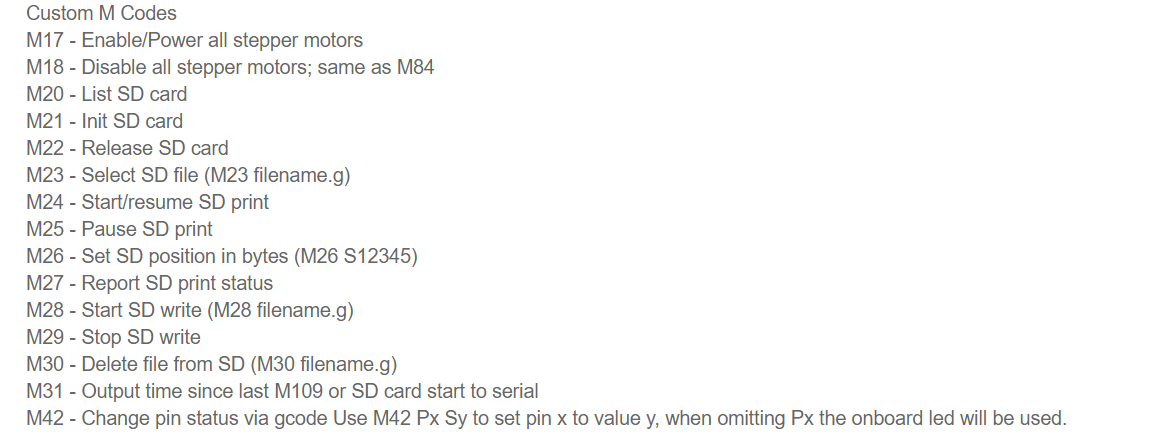 Custom M Codes
M17 - Enable/Power all stepper motors
M18 - Disable all stepper motors; same as M84
M20 - List SD card
M21 - Init SD card
M22 - Release SD card
M23 - Select SD file (M23 filename.g)
M24 - Start/resume SD print
M25 - Pause SD print
M26 - Set SD position in bytes (M26 S12345)
M27 - Report SD print status
M28 - Start SD write (M28 filename.g)
M29 - Stop SD write
M30 - Delete file from SD (M30 filename.g)
M31 - Output time since last M109 or SD card start to serial
M42 - Change pin status via gcode Use M42 Px Sy to set pin x to value y, when omitting Px the onboard led will be used.